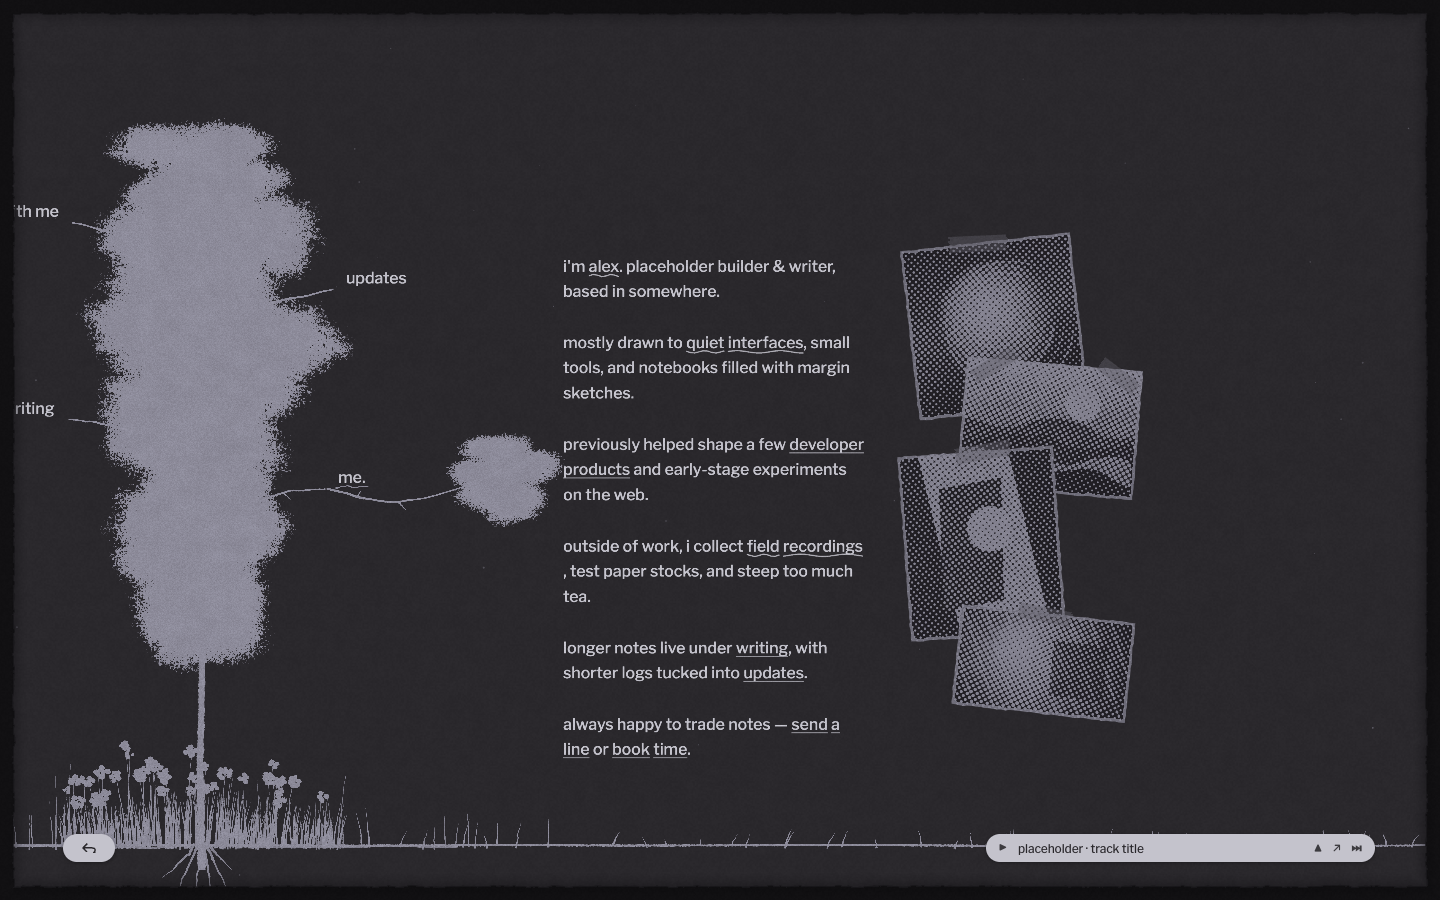 th me
updates
riting
me.
i'm alex. placeholder builder & writer,
based in somewhere.
mostly drawn to quiet interfaces, small
tools, and notebooks filled with margin
sketches.
previously helped shape a few developer
products and early-stage experiments
on the web.
outside of work, i collect field recordings
, test paper stocks, and steep too much
tea.
longer notes live under writing, with
shorter logs tucked into updates.
always happy to trade notes — send a
line or book time.
placeholder · track title